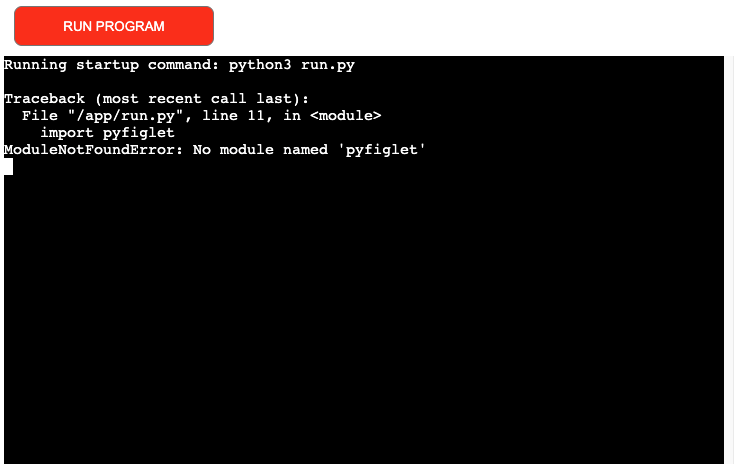 RUN PROGRAM
Running startup command: python3 run.py
Traceback (most recent call last):
  File "/app/run.py", line 11, in <module>
    import pyfiglet
ModuleNotFoundError: No module named 'pyfiglet'